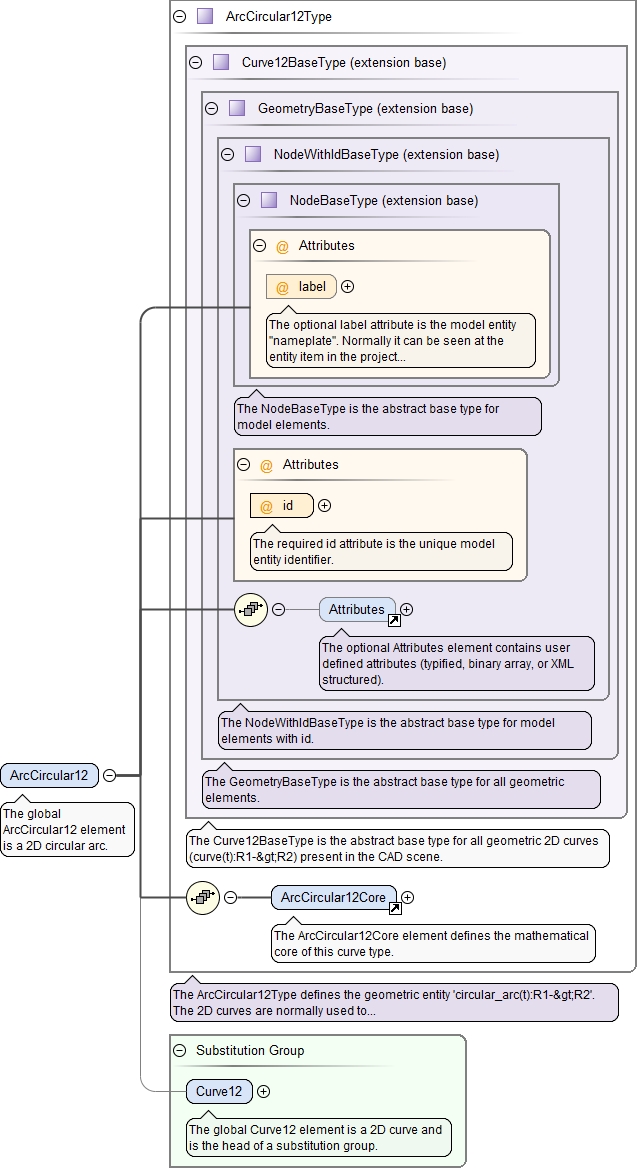 ArcCircular12Type
Curve12BaseType (extension base)
GeometryBaseType (extension base)
NodeWithIdBaseType (extension base)
NodeBaseType (extension base)
@ Attributes
@ label
The optional label attribute is the model entity
"nameplate". Normally it can be seen at the
entity item in the project...
The NodeBaseType is the abstract base type for
model elements.
@ Attributes
@ id
The required id attribute is the unique model
entity identifier.
Attributes
The optional Attributes element contains user
defined attributes (typified, binary array, or XML
structured).
The NodeWithIdBaseType is the abstract base type for model
elements with id.
ArcCircular12
The global
ArcCircular12 element
is a 2D circular arc.
The GeometryBaseType is the abstract base type for all geometric
elements.
The Curve12BaseType is the abstract base type for all geometric 2D curves
(curve(t):R1-&gt;R2) present in the CAD scene.
ArcCircular12Core
The ArcCircular12Core element defines the mathematical
core of this curve type.
The ArcCircular12Type defines the geometric entity 'circular_arc(t):R1-&gt;R2'.
The 2D curves are normally used to...
Substitution Group
Curve12
The global Curve12 element is a 2D curve and
is the head of a substitution group.